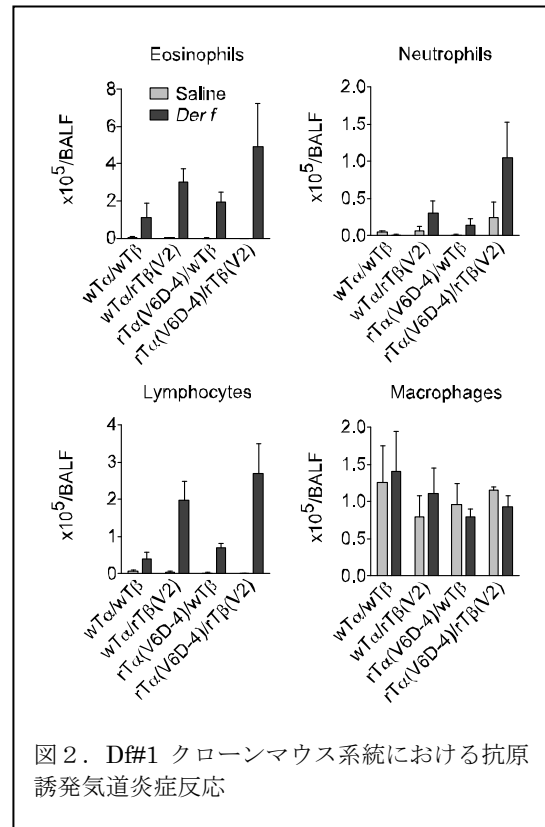 Eosinophils
Neutrophils
x10⁵/BALF
8
6
4
2
0
Saline
Der f
wTα/wTβ
wTα/rTβ(V2)
rTα(V6D-4)/wTβ
rTα(V6D-4)/rTβ(V2)
x10⁵/BALF
2.0
1.5
1.0
0.5
0.0
wTα/wTβ
wTα/rTβ(V2)
rTα(V6D-4)/wTβ
rTα(V6D-4)/rTβ(V2)
Lymphocytes
Macrophages
x10⁵/BALF
4
3
2
1
0
wTα/wTβ
wTα/rTβ(V2)
rTα(V6D-4)/wTβ
rTα(V6D-4)/rTβ(V2)
x10⁵/BALF
2.0
1.5
1.0
0.5
0.0
wTα/wTβ
wTα/rTβ(V2)
rTα(V6D-4)/wTβ
rTα(V6D-4)/rTβ(V2)
図２．Df#1 クローンマウス系統における抗原
誘発気道炎症反応